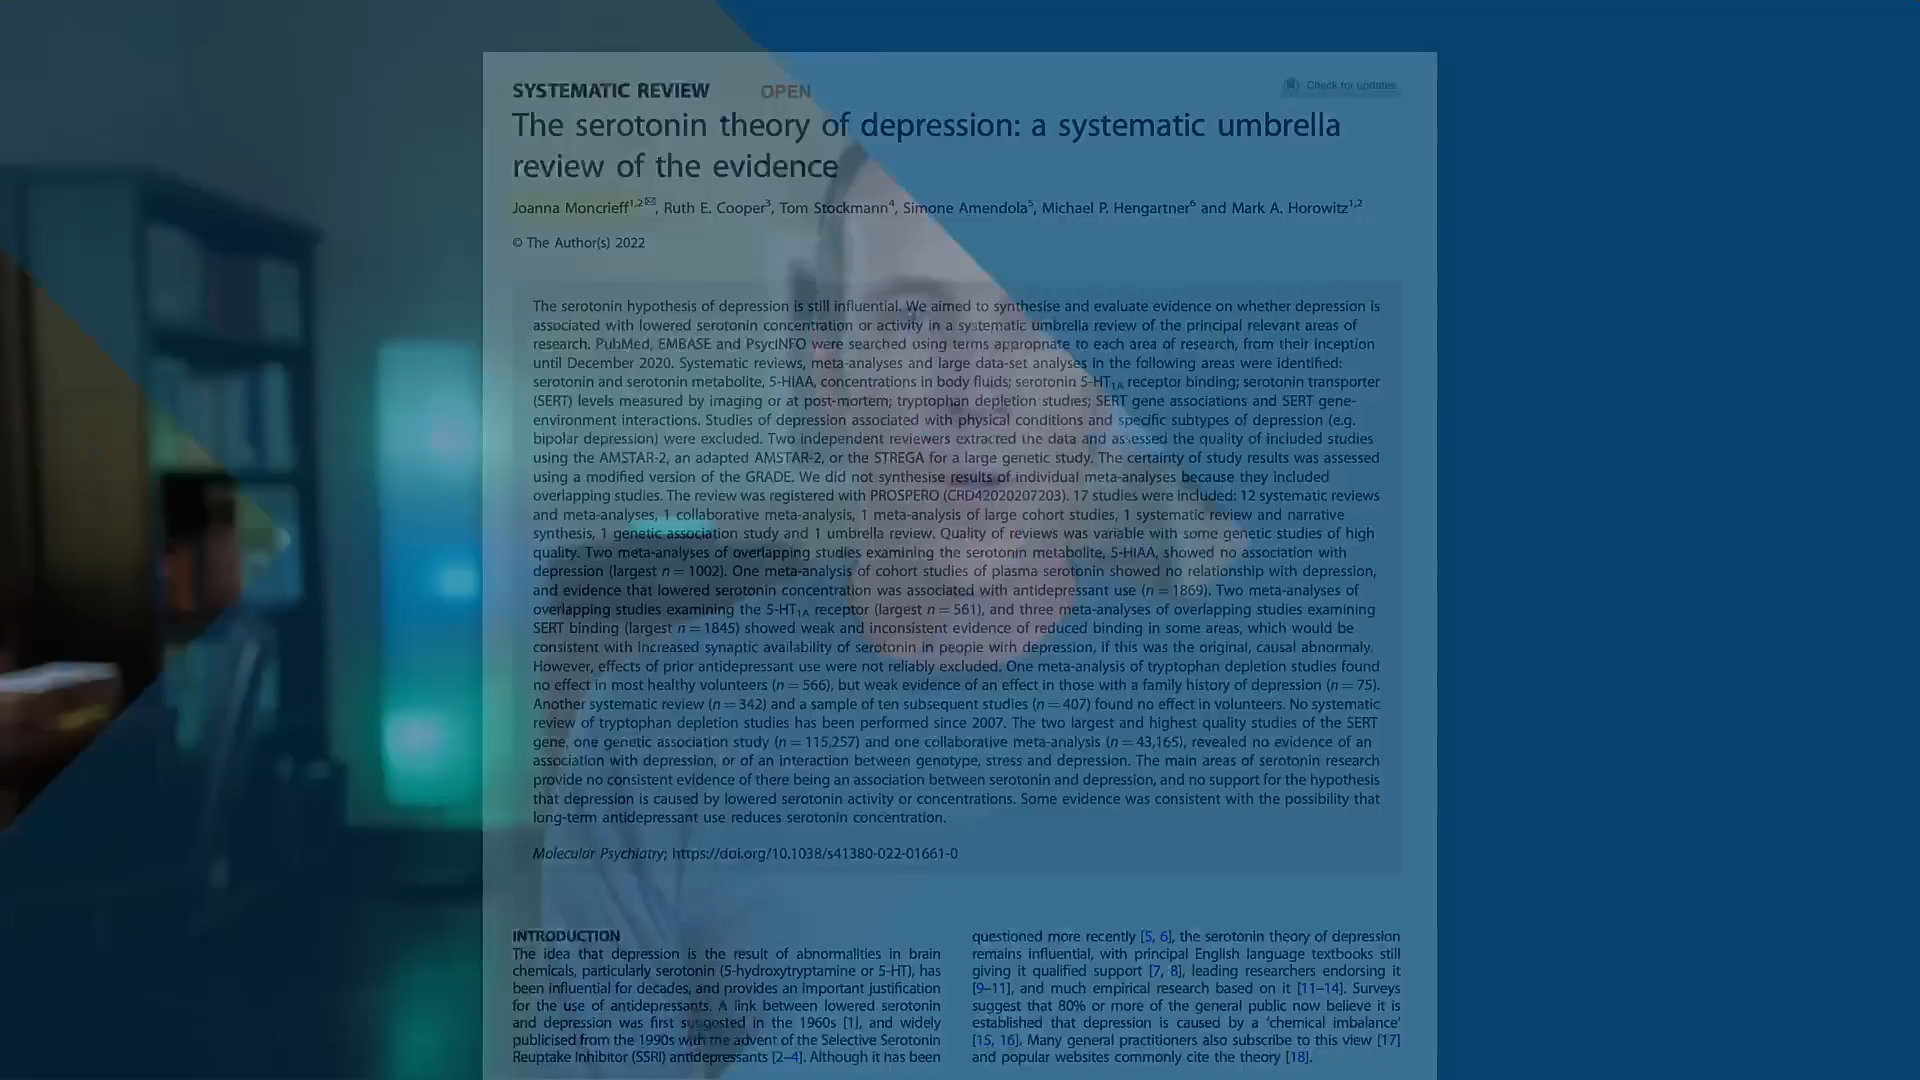 SYSTEMATIC REVIEW OPEN
Check for updates
The serotonin theory of depression: a systematic umbrella
review of the evidence
Joanna Moncrieff1,2✉, Ruth E. Cooper3, Tom Stockmann4, Simone Amendola5, Michael P. Hengartner6 and Mark A. Horowitz1,2
© The Author(s) 2022
The serotonin hypothesis of depression is still influential. We aimed to synthesise and evaluate evidence on whether depression is
associated with lowered serotonin concentration or activity in a systematic umbrella review of the principal relevant areas of
research. PubMed, EMBASE and PsycINFO were searched using terms appropriate to each area of research, from their inception
until December 2020. Systematic reviews, meta-analyses and large data-set analyses in the following areas were identified:
serotonin and serotonin metabolite, 5-HIAA, concentrations in body fluids; serotonin 5-HT1A receptor binding; serotonin transporter
(SERT) levels measured by imaging or at post-mortem; tryptophan depletion studies; SERT gene associations and SERT gene-
environment interactions. Studies of depression associated with physical conditions and specific subtypes of depression (e.g.
bipolar depression) were excluded. Two independent reviewers extracted the data and assessed the quality of included studies
using the AMSTAR-2, an adapted AMSTAR-2, or the STREGA for a large genetic study. The certainty of study results was assessed
using a modified version of the GRADE. We did not synthesise results of individual meta-analyses because they included
overlapping studies. The review was registered with PROSPERO (CRD42020207203). 17 studies were included: 12 systematic reviews
and meta-analyses, 1 collaborative meta-analysis, 1 meta-analysis of large cohort studies, 1 systematic review and narrative
synthesis, 1 genetic association study and 1 umbrella review. Quality of reviews was variable with some genetic studies of high
quality. Two meta-analyses of overlapping studies examining the serotonin metabolite, 5-HIAA, showed no association with
depression (largest n = 1002). One meta-analysis of cohort studies of plasma serotonin showed no relationship with depression,
and evidence that lowered serotonin concentration was associated with antidepressant use (n = 1869). Two meta-analyses of
overlapping studies examining the 5-HT1A receptor (largest n = 561), and three meta-analyses of overlapping studies examining
SERT binding (largest n = 1845) showed weak and inconsistent evidence of reduced binding in some areas, which would be
consistent with increased synaptic availability of serotonin in people with depression, if this was the original, causal abnormaly.
However, effects of prior antidepressant use were not reliably excluded. One meta-analysis of tryptophan depletion studies found
no effect in most healthy volunteers (n = 566), but weak evidence of an effect in those with a family history of depression (n = 75).
Another systematic review (n = 342) and a sample of ten subsequent studies (n = 407) found no effect in volunteers. No systematic
review of tryptophan depletion studies has been performed since 2007. The two largest and highest quality studies of the SERT
gene, one genetic association study (n = 115,257) and one collaborative meta-analysis (n = 43,165), revealed no evidence of an
association with depression, or of an interaction between genotype, stress and depression. The main areas of serotonin research
provide no consistent evidence of there being an association between serotonin and depression, and no support for the hypothesis
that depression is caused by lowered serotonin activity or concentrations. Some evidence was consistent with the possibility that
long-term antidepressant use reduces serotonin concentration.
Molecular Psychiatry; https://doi.org/10.1038/s41380-022-01661-0
INTRODUCTION
The idea that depression is the result of abnormalities in brain
chemicals, particularly serotonin (5-hydroxytryptamine or 5-HT), has
been influential for decades, and provides an important justification
for the use of antidepressants. A link between lowered serotonin
and depression was first suggested in the 1960s [1], and widely
publicised from the 1990s with the advent of the Selective Serotonin
Reuptake Inhibitor (SSRI) antidepressants [2–4]. Although it has been
questioned more recently [5, 6], the serotonin theory of depression
remains influential, with principal English language textbooks still
giving it qualified support [7, 8], leading researchers endorsing it
[9–11], and much empirical research based on it [11–14]. Surveys
suggest that 80% or more of the general public now believe it is
established that depression is caused by a 'chemical imbalance'
[15, 16]. Many general practitioners also subscribe to this view [17]
and popular websites commonly cite the theory [18].